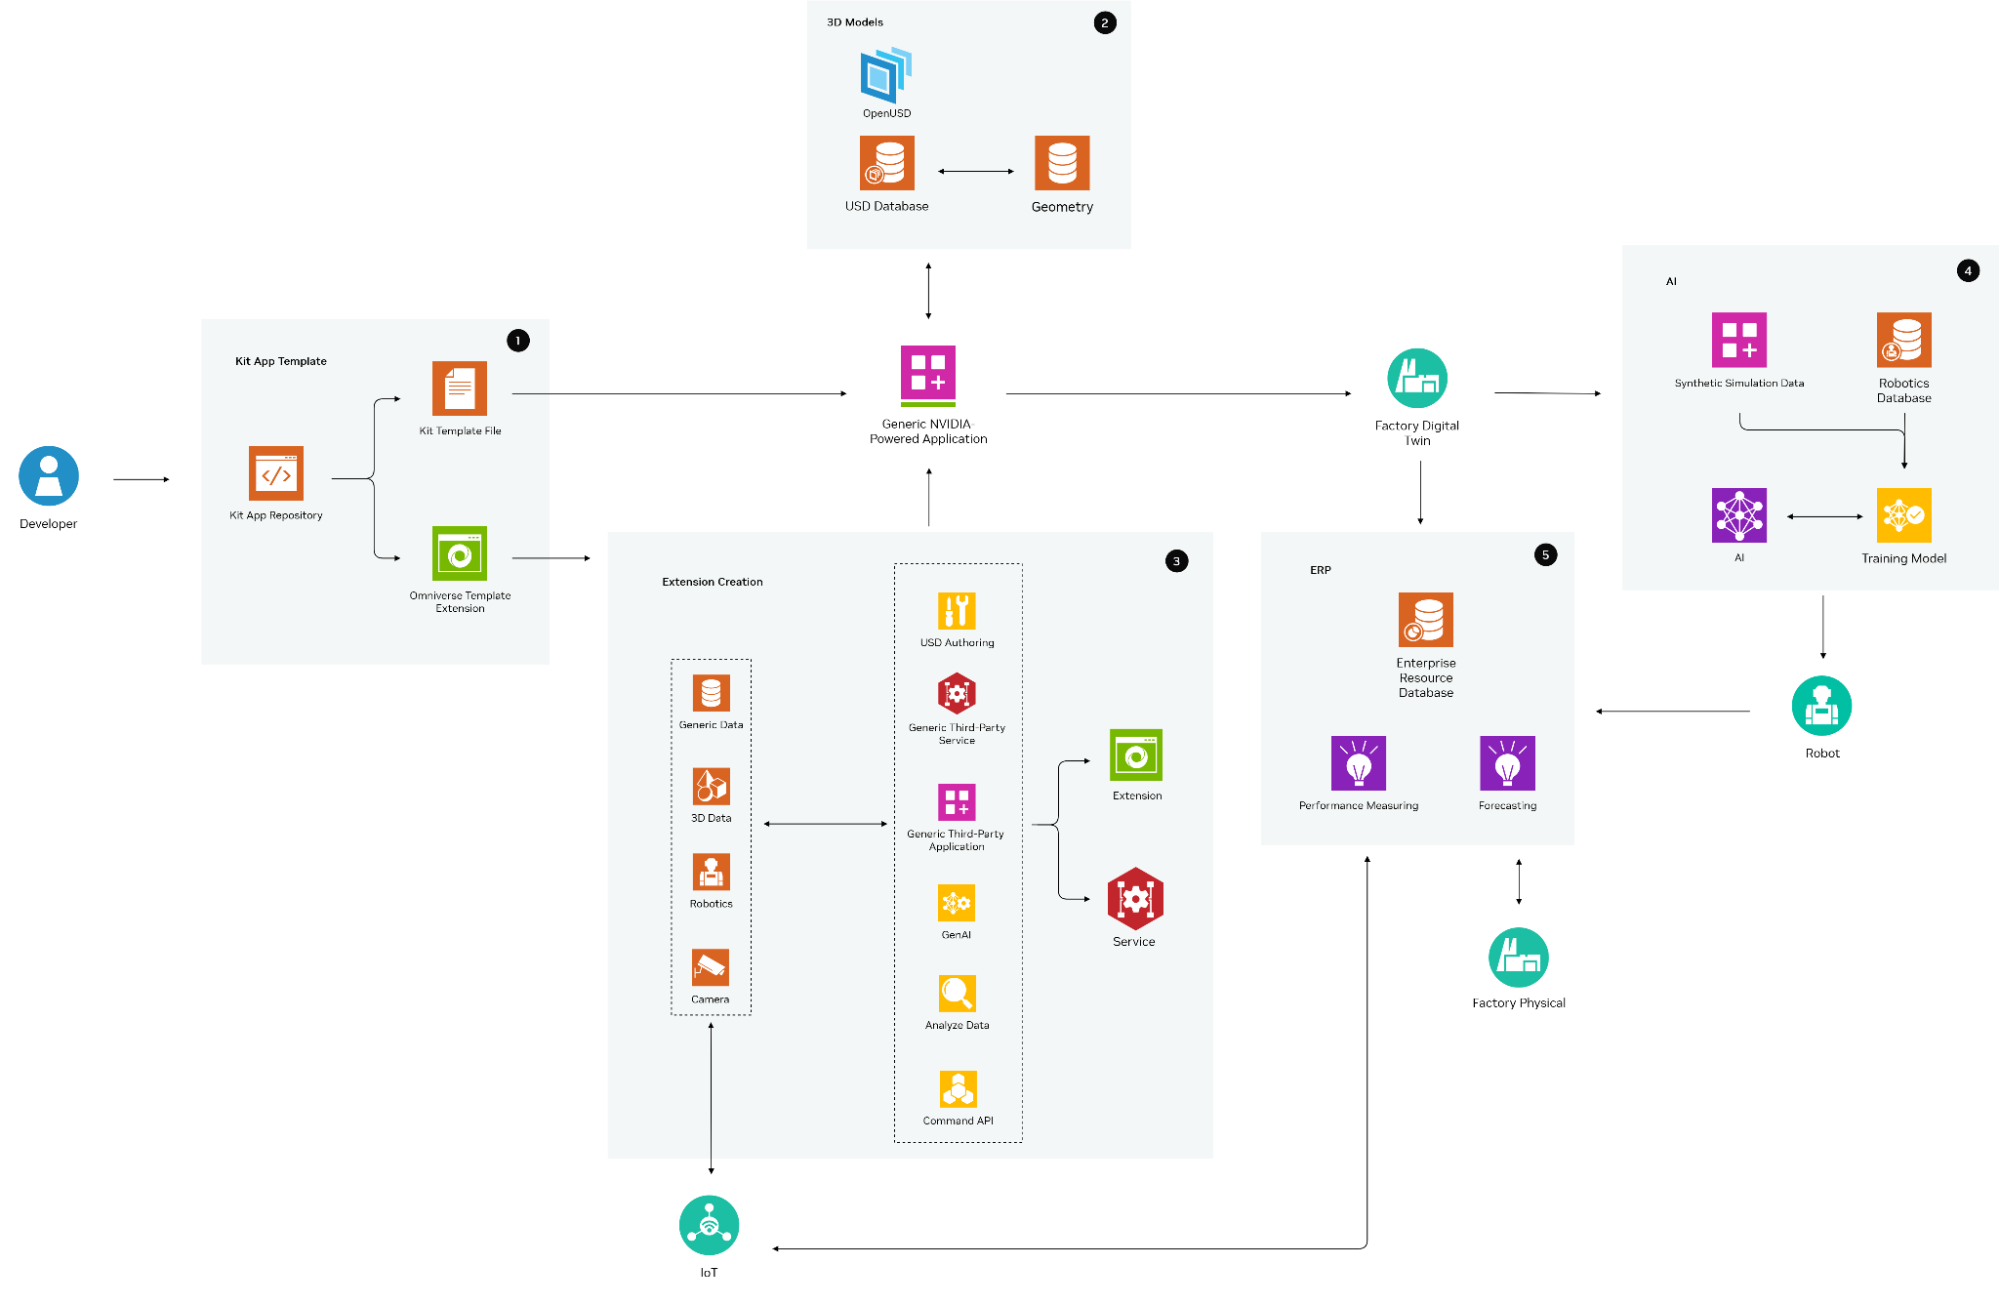 3D Models
2
OpenUSD
USD Database
Geometry
Kit App Template
1
Kit Template File
Kit App Repository
Omniverse Template
Extension
Developer
Generic NVIDIA-
Powered Application
Factory Digital
Twin
AI
4
Synthetic Simulation Data
Robotics
Database
AI
Training Model
Extension Creation
3
Generic Data
3D Data
Robotics
Camera
USD Authoring
Generic Third-Party
Service
Generic Third-Party
Application
GenAI
Analyze Data
Command API
Extension
Service
ERP
5
Enterprise
Resource
Database
Performance Measuring
Forecasting
Robot
Factory Physical
IoT